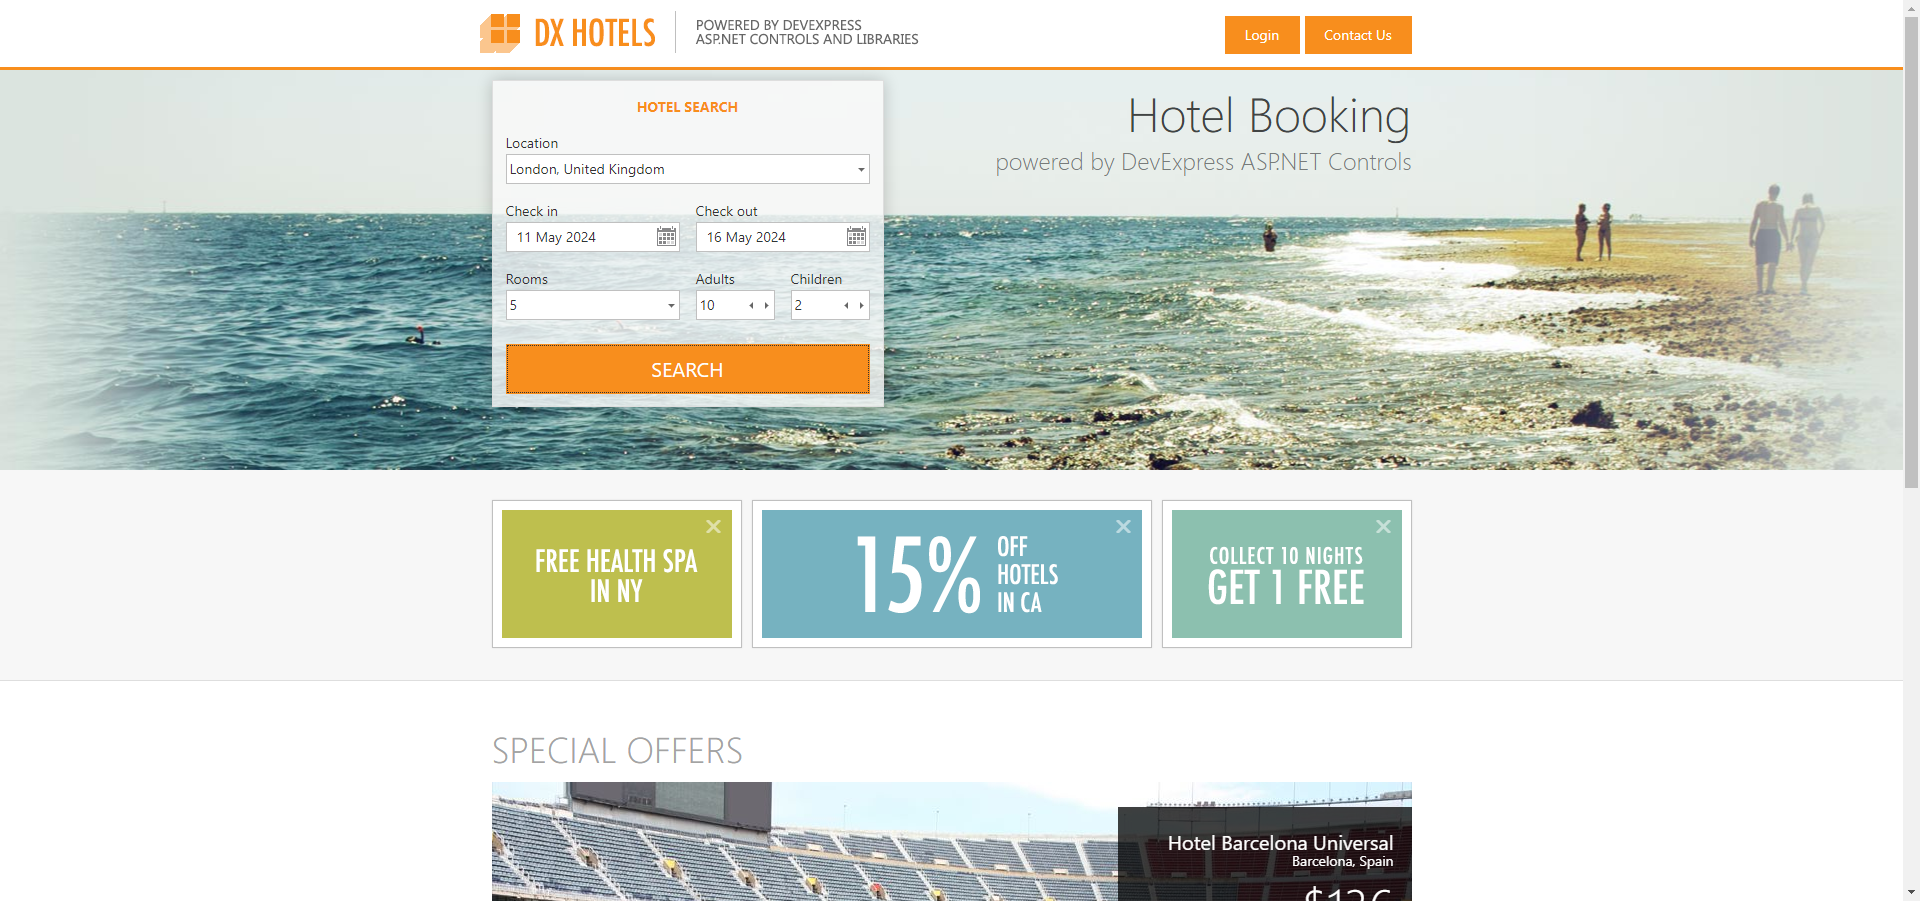 DX HOTELS
POWERED BY DEVEXPRESS
ASP.NET CONTROLS AND LIBRARIES
Login
Contact Us
HOTEL SEARCH
Location
London, United Kingdom
Check in
Check out
11 May 2024
16 May 2024
Rooms
Adults
Children
5
10
2
SEARCH
Hotel Booking
powered by DevExpress ASP.NET Controls
FREE HEALTH SPA
IN NY
15%
OFF
HOTELS
IN CA
COLLECT 10 NIGHTS
GET 1 FREE
SPECIAL OFFERS
Hotel Barcelona Universal
Barcelona, Spain